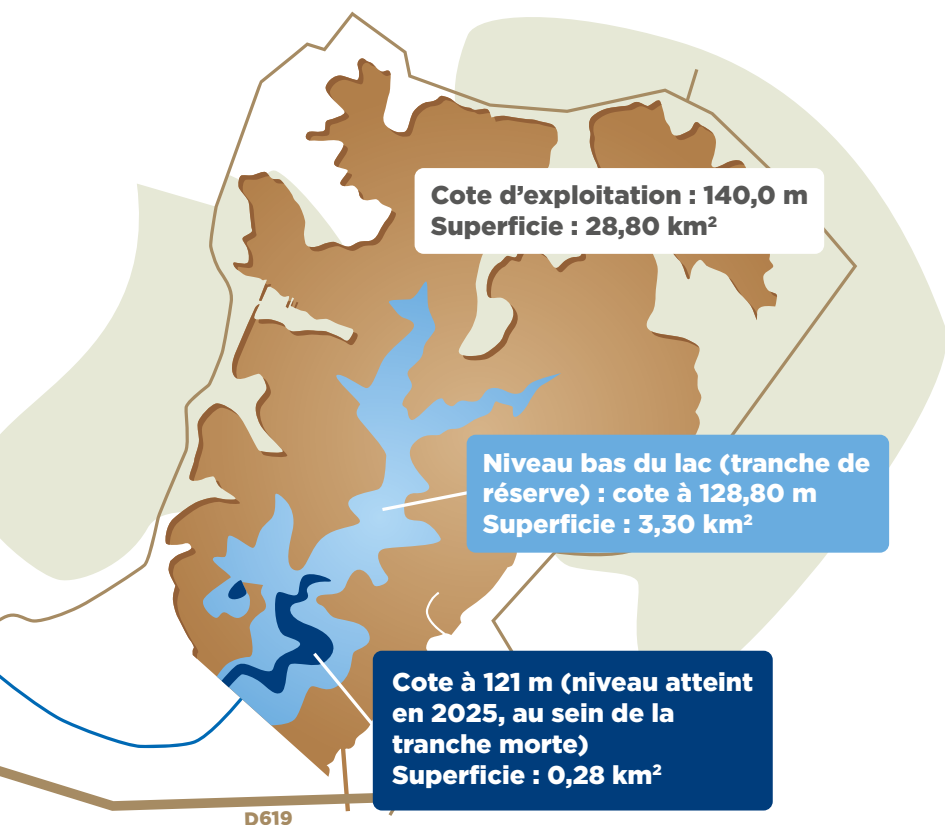 Cote d'exploitation : 140,0 m
Superficie : 28,80 km²
Niveau bas du lac (tranche de
réserve) : cote à 128,80 m
Superficie : 3,30 km²
Cote à 121 m (niveau atteint
en 2025, au sein de la
tranche morte)
Superficie : 0,28 km²
D619